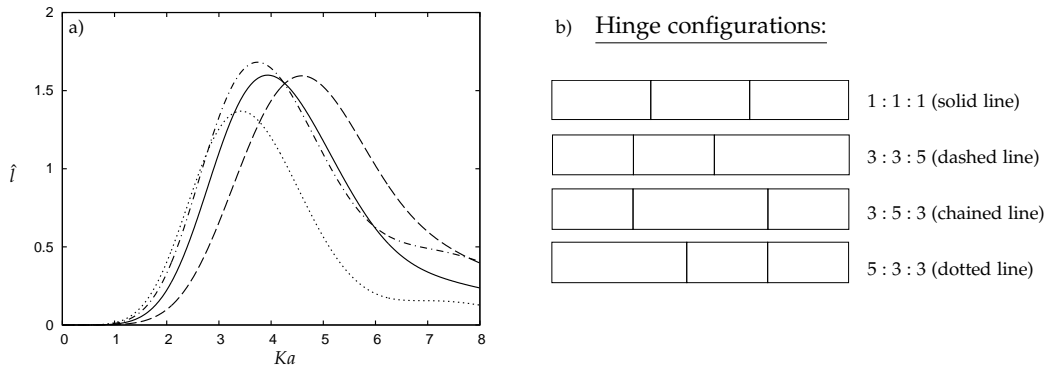 a)
2
1.5
1
0.5
0
l̂
0 1 2 3 4 5 6 7 8
Ka
b) Hinge configurations:
1 : 1 : 1 (solid line)
3 : 3 : 5 (dashed line)
3 : 5 : 3 (chained line)
5 : 3 : 3 (dotted line)